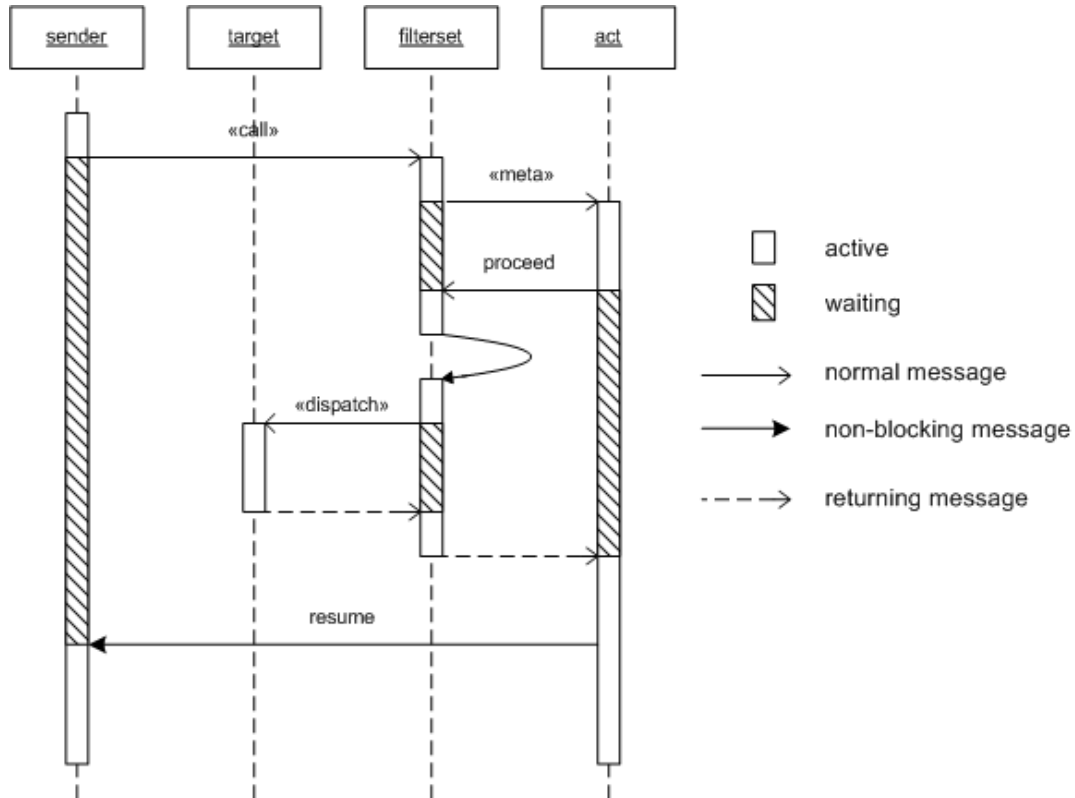 sender
target
filterset
act
«call»
«meta»
proceed
«dispatch»
resume
active
waiting
normal message
non-blocking message
returning message